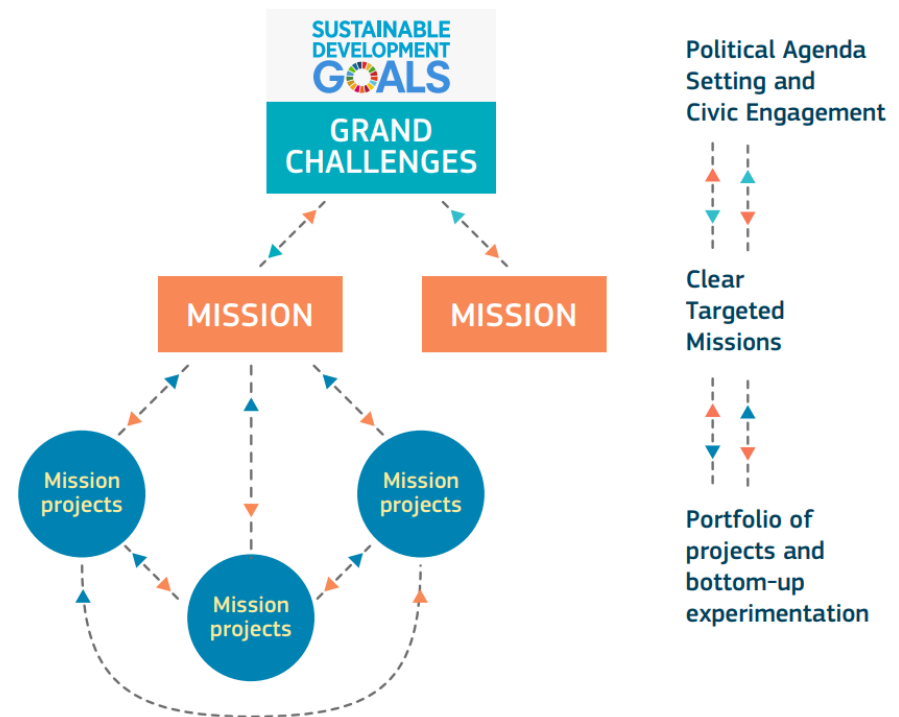 SUSTAINABLE
DEVELOPMENT
GOALS
GRAND
CHALLENGES
MISSION
MISSION
Mission
projects
Mission
projects
Mission
projects
Political Agenda
Setting and
Civic Engagement
Clear
Targeted
Missions
Portfolio of
projects and
bottom-up
experimentation